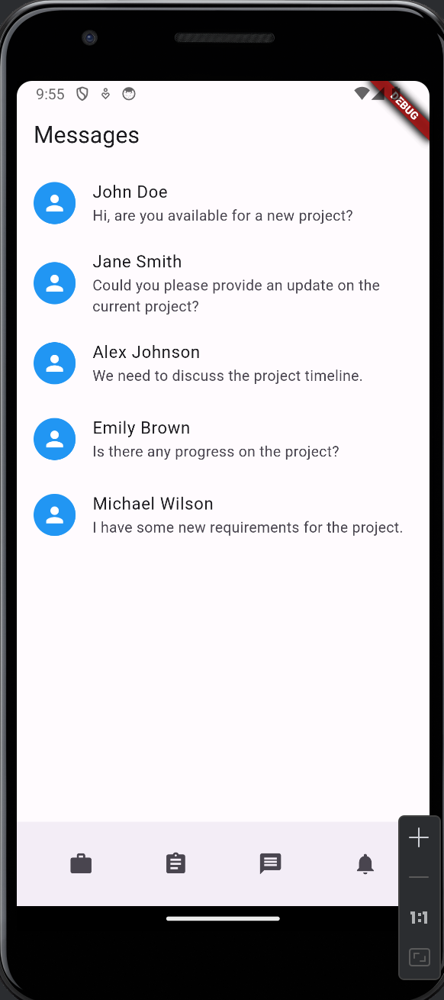 9:55
DEBUG
Messages
John Doe
Hi, are you available for a new project?
Jane Smith
Could you please provide an update on the
current project?
Alex Johnson
We need to discuss the project timeline.
Emily Brown
Is there any progress on the project?
Michael Wilson
I have some new requirements for the project.
1:1